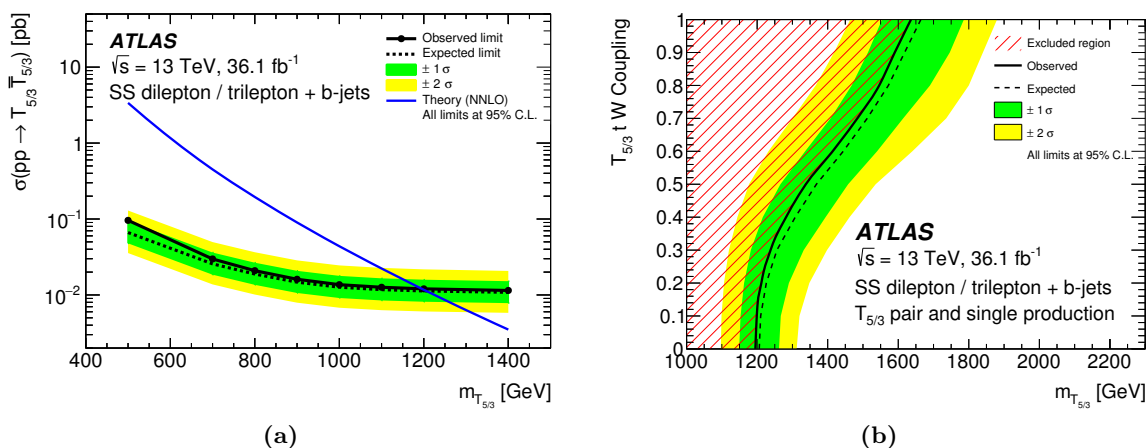 σ(pp → T5/3 T̅5/3) [pb]
10
1
10⁻¹
10⁻²
ATLAS
√s = 13 TeV, 36.1 fb⁻¹
SS dilepton / trilepton + b-jets
Observed limit
Expected limit
± 1 σ
± 2 σ
Theory (NNLO)
All limits at 95% C.L.
400 600 800 1000 1200 1400
m_T5/3 [GeV]
(a)
T5/3 t W Coupling
1
0.9
0.8
0.7
0.6
0.5
0.4
0.3
0.2
0.1
0
Excluded region
Observed
Expected
± 1 σ
± 2 σ
All limits at 95% C.L.
ATLAS
√s = 13 TeV, 36.1 fb⁻¹
SS dilepton / trilepton + b-jets
T5/3 pair and single production
1000 1200 1400 1600 1800 2000 2200
m_T5/3 [GeV]
(b)